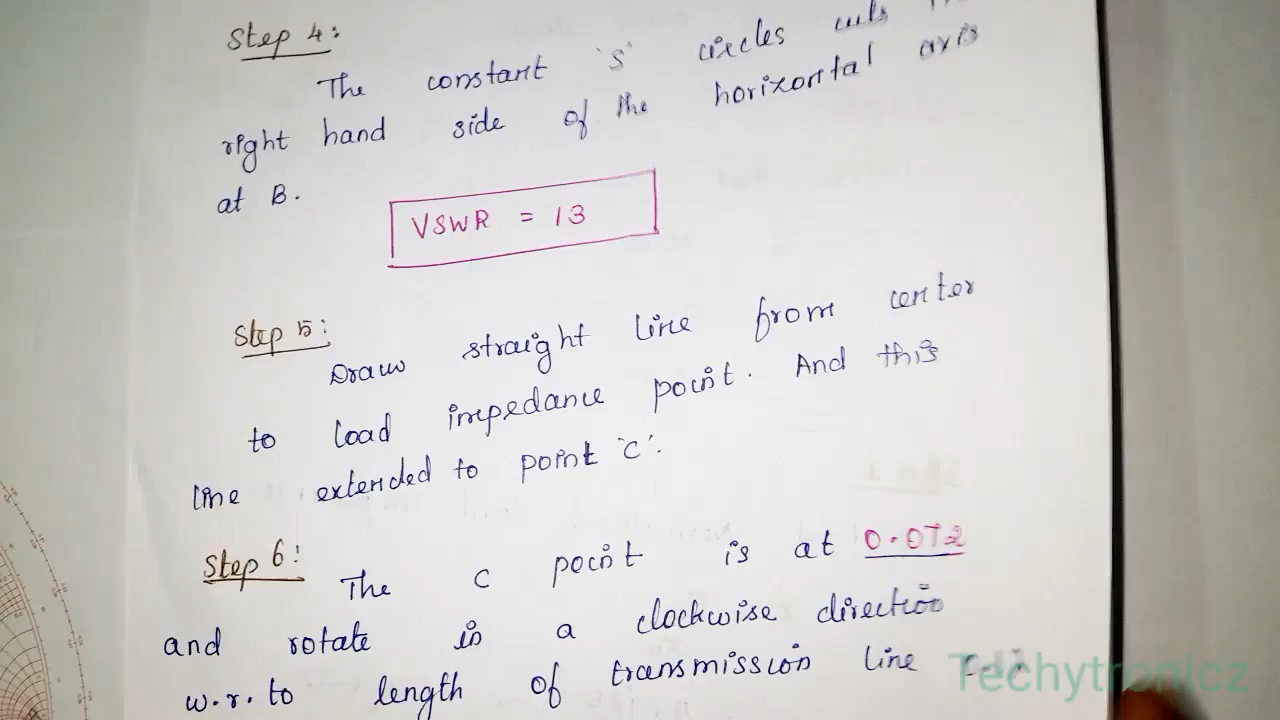 Step 4:
The constant 's' circles cuts
right hand side of the horizontal axis
at B.
VSWR = 13
Step 5:
Draw straight line from center
to load impedance point. And this
line extended to point 'c'.
Step 6:
The c point is at 0.072
and rotate in a clockwise direction
w.r.to length of transmission line
Techytronicz